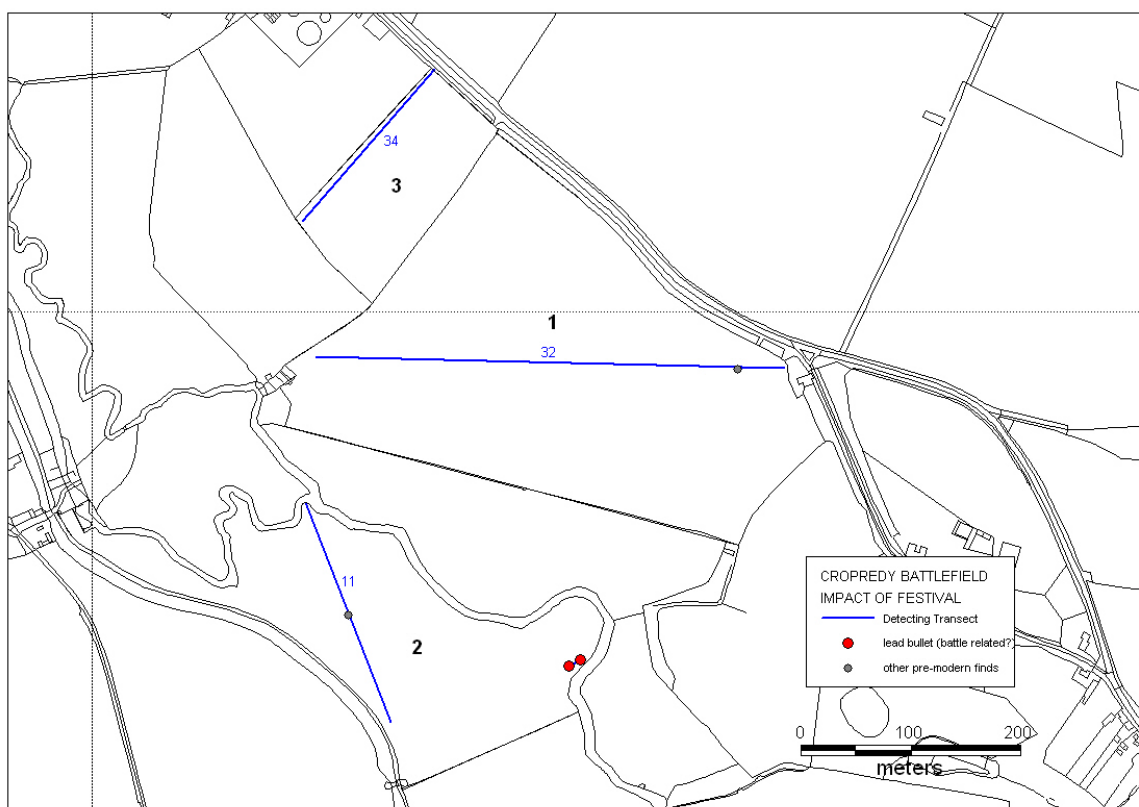 34
3
1
32
11
2
CROPREDY BATTLEFIELD
IMPACT OF FESTIVAL
Detecting Transect
lead bullet (battle related?)
other pre-modern finds
0 100 200
meters